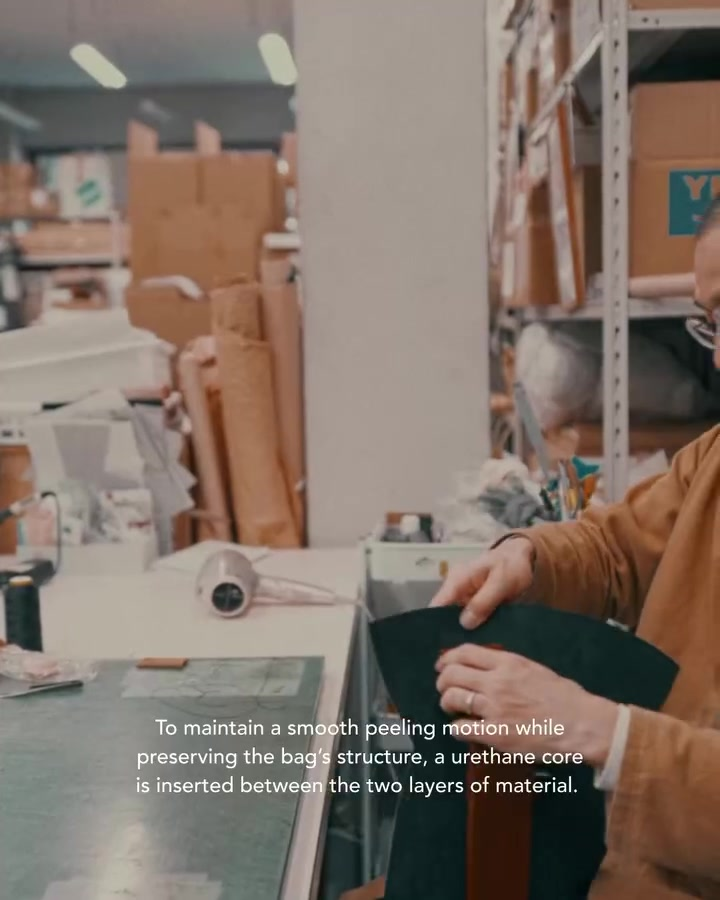 To maintain a smooth peeling motion while
preserving the bag's structure, a urethane core
is inserted between the two layers of material.